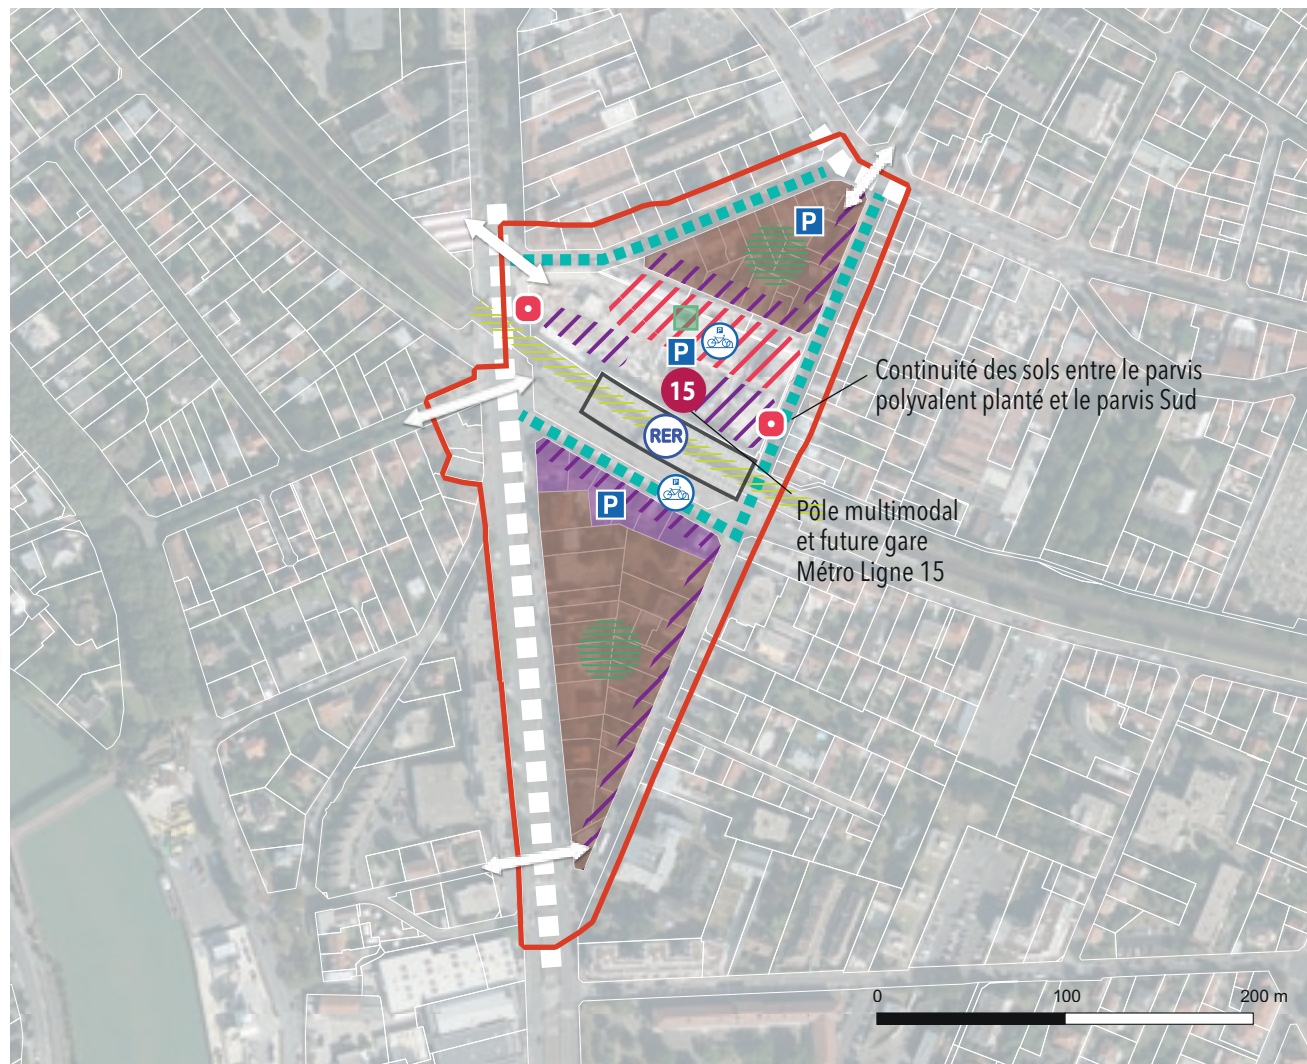 P
P
P
15
Continuité des sols entre le parvis
polyvalent planté et le parvis Sud
RER
P
P
Pôle multimodal
et future gare
Métro Ligne 15
0 100 200 m